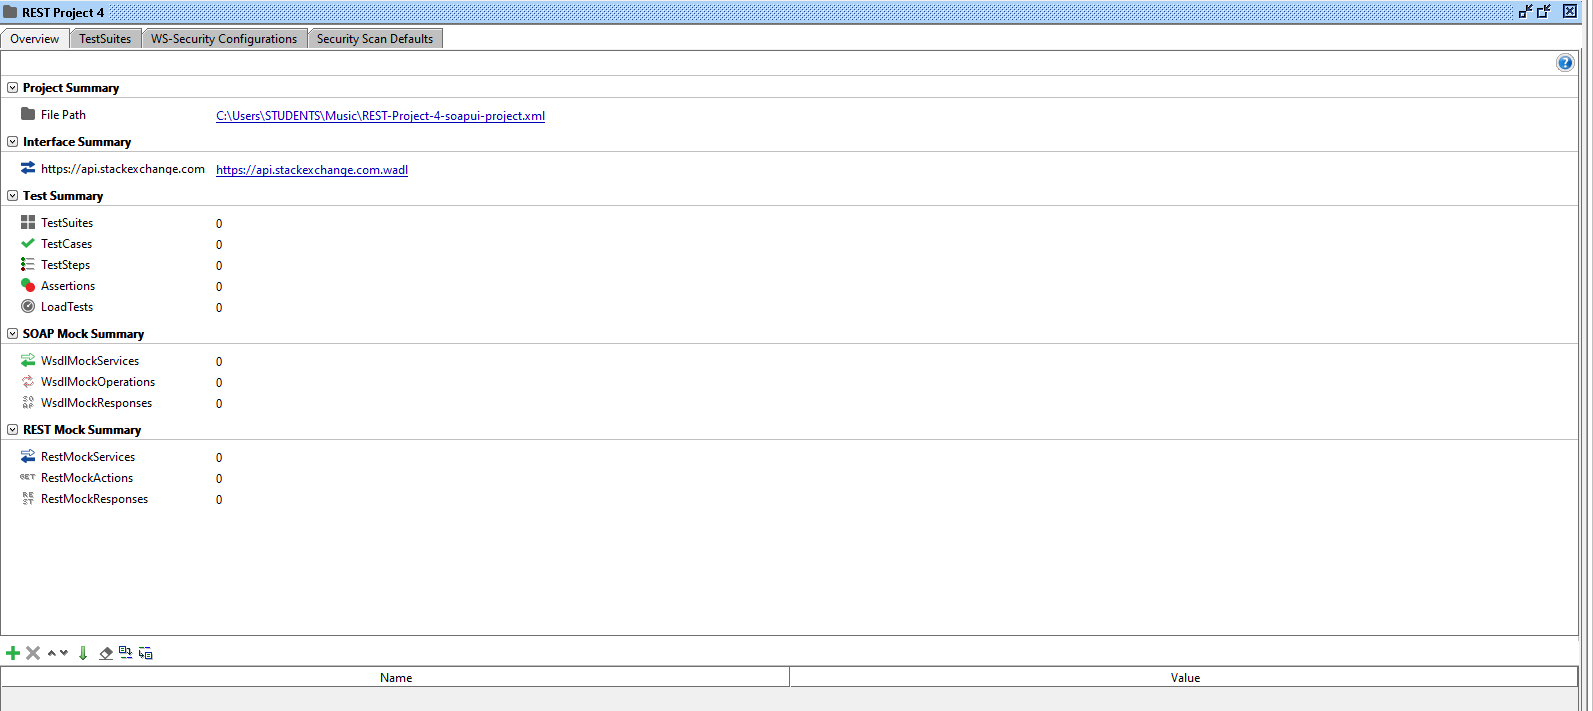 REST Project 4
Overview TestSuites WS-Security Configurations Security Scan Defaults
?
Project Summary
File Path C:\Users\STUDENTS\Music\REST-Project-4-soapui-project.xml
Interface Summary
https://api.stackexchange.com https://api.stackexchange.com.wadl
Test Summary
TestSuites 0
TestCases 0
TestSteps 0
Assertions 0
LoadTests 0
SOAP Mock Summary
WsdlMockServices 0
WsdlMockOperations 0
WsdlMockResponses 0
REST Mock Summary
RestMockServices 0
GET RestMockActions 0
REST RestMockResponses 0
Name Value